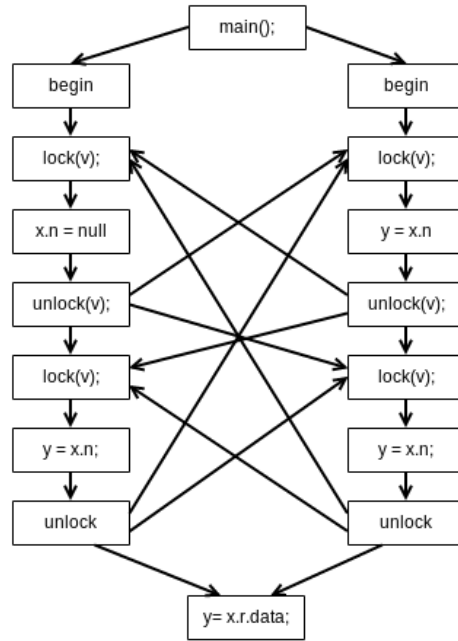 main();
begin
lock(v);
x.n = null
unlock(v);
lock(v);
y = x.n;
unlock
begin
lock(v);
y = x.n
unlock(v);
lock(v);
y = x.n;
unlock
y= x.r.data;